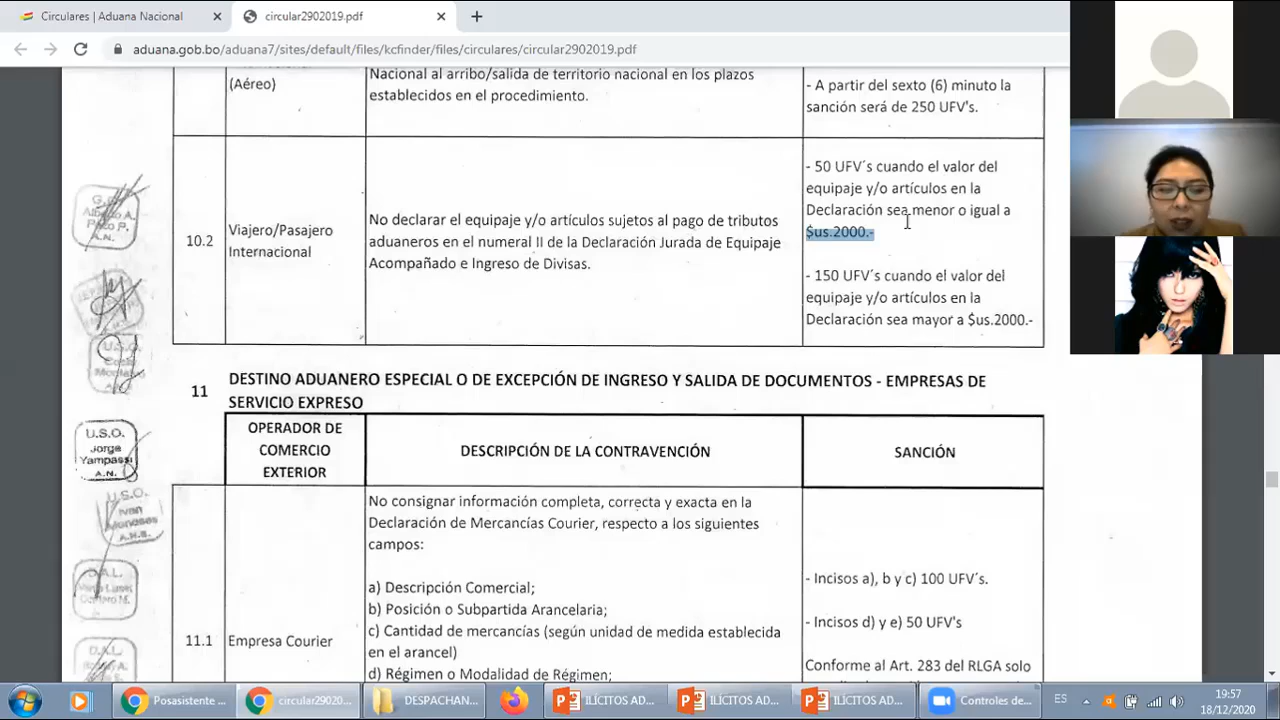 Circulares | Aduana Nacional
circular2902019.pdf
aduana.gob.bo/aduana7/sites/default/files/kcfinder/files/circulares/circular2902019.pdf
(Aéreo)
Nacional al arribo/salida de territorio nacional en los plazos
establecidos en el procedimiento.
- A partir del sexto (6) minuto la
sanción será de 250 UFV's.
10.2
Viajero/Pasajero
Internacional
No declarar el equipaje y/o artículos sujetos al pago de tributos
aduaneros en el numeral II de la Declaración Jurada de Equipaje
Acompañado e Ingreso de Divisas.
- 50 UFV´s cuando el valor del
equipaje y/o artículos en la
Declaración sea menor o igual a
$us.2000.-
- 150 UFV´s cuando el valor del
equipaje y/o artículos en la
Declaración sea mayor a $us.2000.-
11
DESTINO ADUANERO ESPECIAL O DE EXCEPCIÓN DE INGRESO Y SALIDA DE DOCUMENTOS - EMPRESAS DE
SERVICIO EXPRESO
OPERADOR DE
COMERCIO
EXTERIOR
DESCRIPCIÓN DE LA CONTRAVENCIÓN
SANCIÓN
11.1
Empresa Courier
No consignar información completa, correcta y exacta en la
Declaración de Mercancías Courier, respecto a los siguientes
campos:
a) Descripción Comercial;
b) Posición o Subpartida Arancelaria;
c) Cantidad de mercancías (según unidad de medida establecida
en el arancel)
d) Régimen o Modalidad de Régimen;
- Incisos a), b y c) 100 UFV´s.
- Incisos d) y e) 50 UFV's
Conforme al Art. 283 del RLGA solo
U.S.O.
Jorge
Yampassi
A.N.
Posasistente ...
circular29020...
DESPACHAN...
ILÍCITOS AD...
ILÍCITOS AD...
ILÍCITOS AD...
Controles de...
ES
19:57
18/12/2020